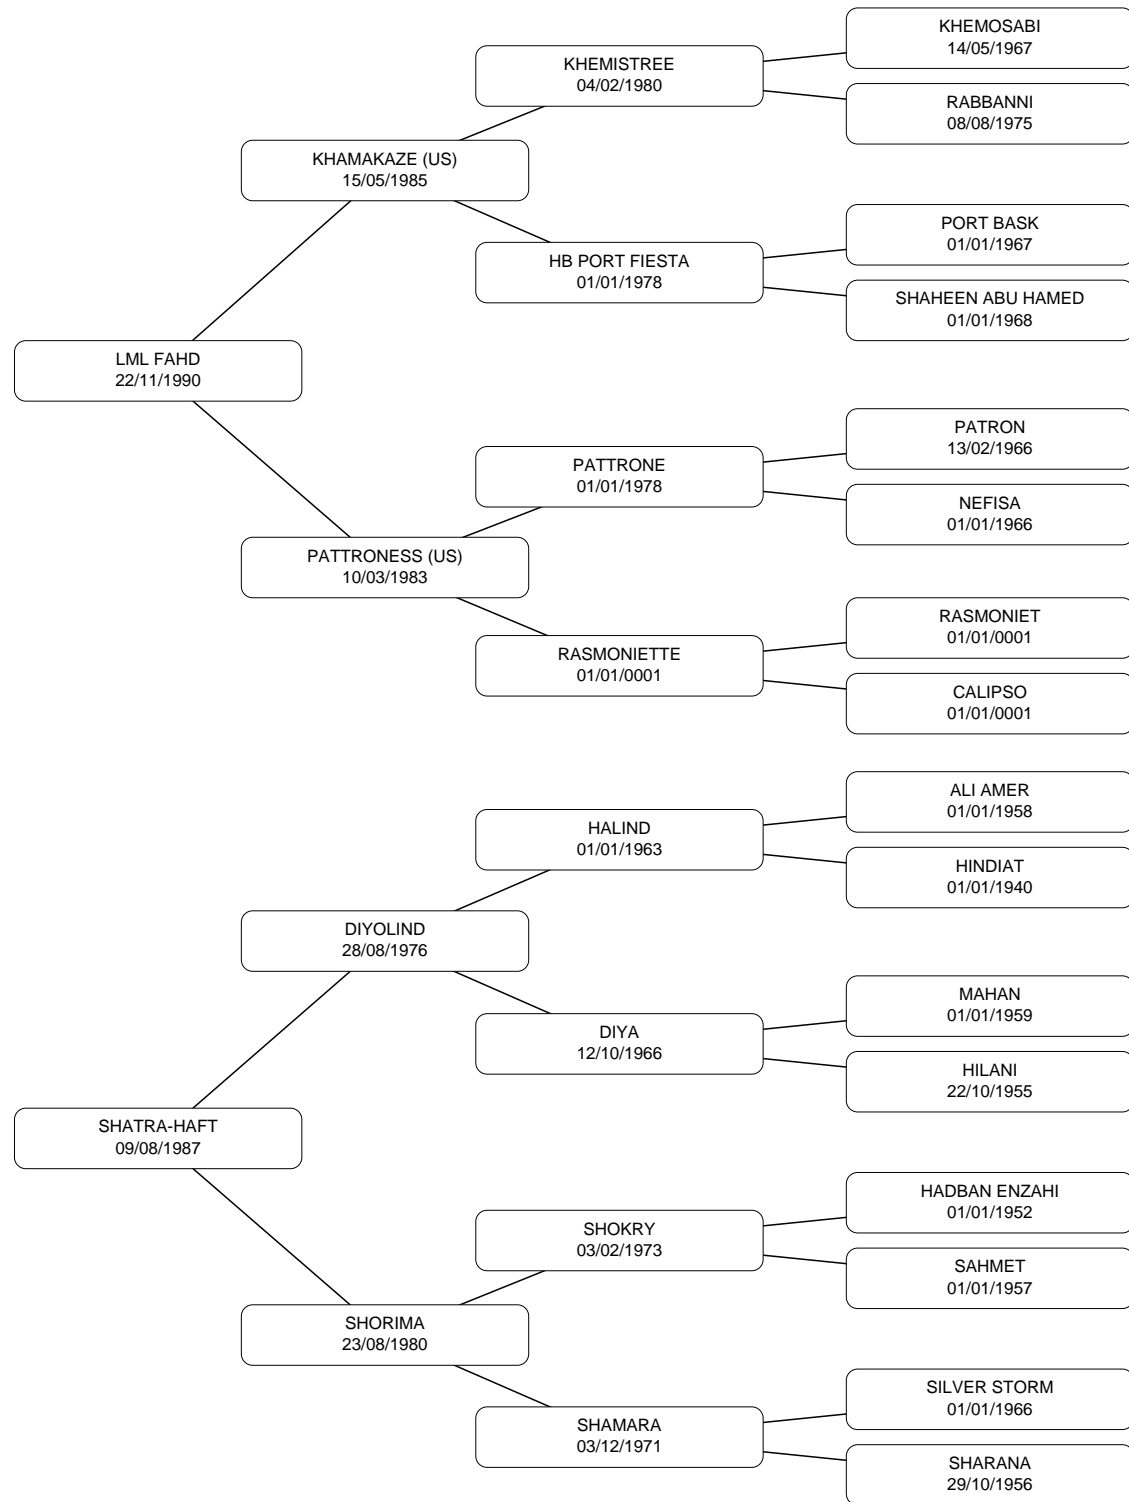 KHEMOSABI
14/05/1967
KHEMISTREE
04/02/1980
RABBANNI
08/08/1975
KHAMAKAZE (US)
15/05/1985
PORT BASK
01/01/1967
HB PORT FIESTA
01/01/1978
SHAHEEN ABU HAMED
01/01/1968
LML FAHD
22/11/1990
PATRON
13/02/1966
PATTRONE
01/01/1978
NEFISA
01/01/1966
PATTRONESS (US)
10/03/1983
RASMONIET
01/01/0001
RASMONIETTE
01/01/0001
CALIPSO
01/01/0001
ALI AMER
01/01/1958
HALIND
01/01/1963
HINDIAT
01/01/1940
DIYOLIND
28/08/1976
MAHAN
01/01/1959
DIYA
12/10/1966
HILANI
22/10/1955
SHATRA-HAFT
09/08/1987
HADBAN ENZAHI
01/01/1952
SHOKRY
03/02/1973
SAHMET
01/01/1957
SHORIMA
23/08/1980
SILVER STORM
01/01/1966
SHAMARA
03/12/1971
SHARANA
29/10/1956